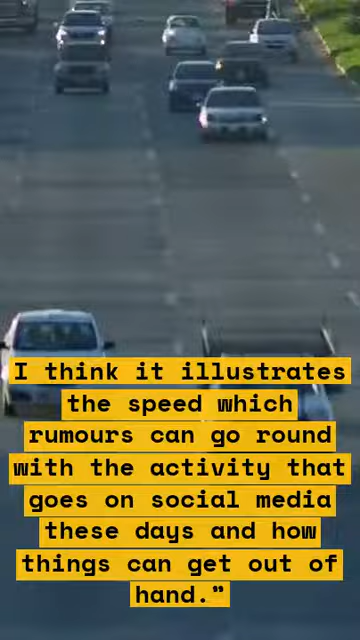 I think it illustrates
the speed which
rumours can go round
with the activity that
goes on social media
these days and how
things can get out of
hand.”